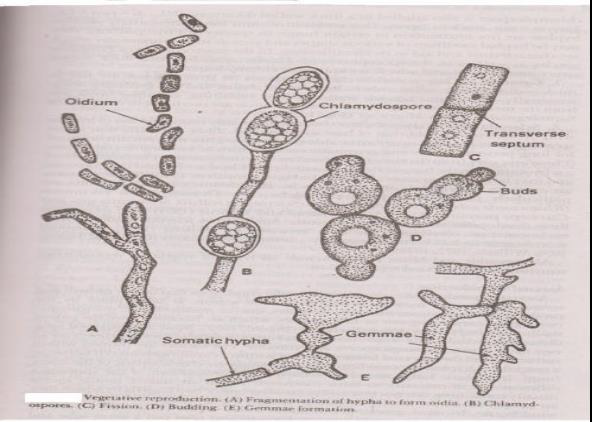 Oidium
Chlamydospore
Transverse
septum
C
Buds
D
B
A
Somatic hypha
Gemmae
E
Vegetative reproduction. (A) Fragmentation of hypha to form oidia. (B) Chlamyd-
ospores. (C) Fission. (D) Budding. (E) Gemmae formation.